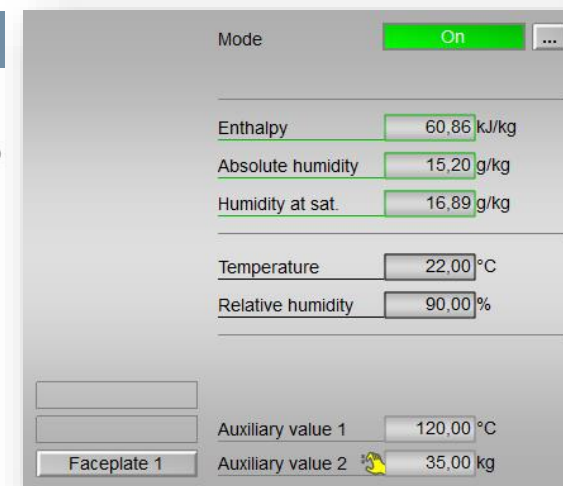 Mode On ...
Enthalpy 60,86 kJ/kg
Absolute humidity 15,20 g/kg
Humidity at sat. 16,89 g/kg
Temperature 22,00 °C
Relative humidity 90,00 %
Auxiliary value 1 120,00 °C
Faceplate 1 Auxiliary value 2 35,00 kg